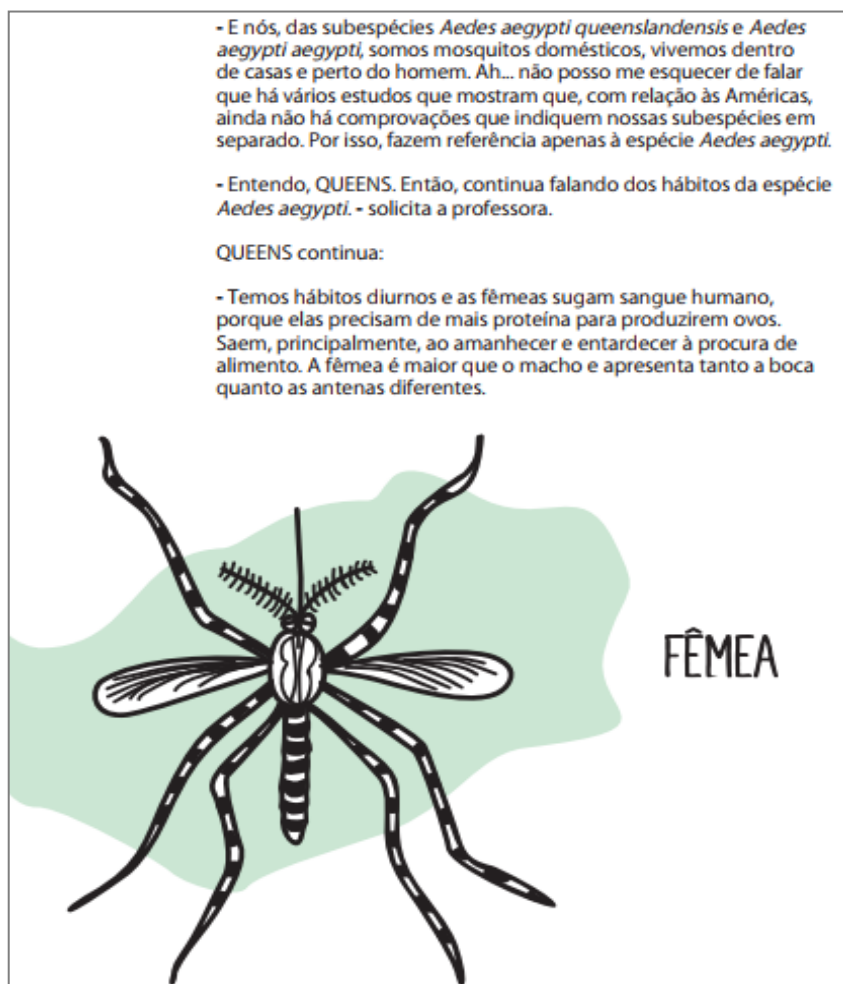 - E nós, das subespécies Aedes aegypti queenslandensis e Aedes
aegypti aegypti, somos mosquitos domésticos, vivemos dentro
de casas e perto do homem. Ah... não posso me esquecer de falar
que há vários estudos que mostram que, com relação às Américas,
ainda não há comprovações que indiquem nossas subespécies em
separado. Por isso, fazem referência apenas à espécie Aedes aegypti.
- Entendo, QUEENS. Então, continua falando dos hábitos da espécie
Aedes aegypti. - solicita a professora.
QUEENS continua:
- Temos hábitos diurnos e as fêmeas sugam sangue humano,
porque elas precisam de mais proteína para produzirem ovos.
Saem, principalmente, ao amanhecer e entardecer à procura de
alimento. A fêmea é maior que o macho e apresenta tanto a boca
quanto as antenas diferentes.
FÊMEA